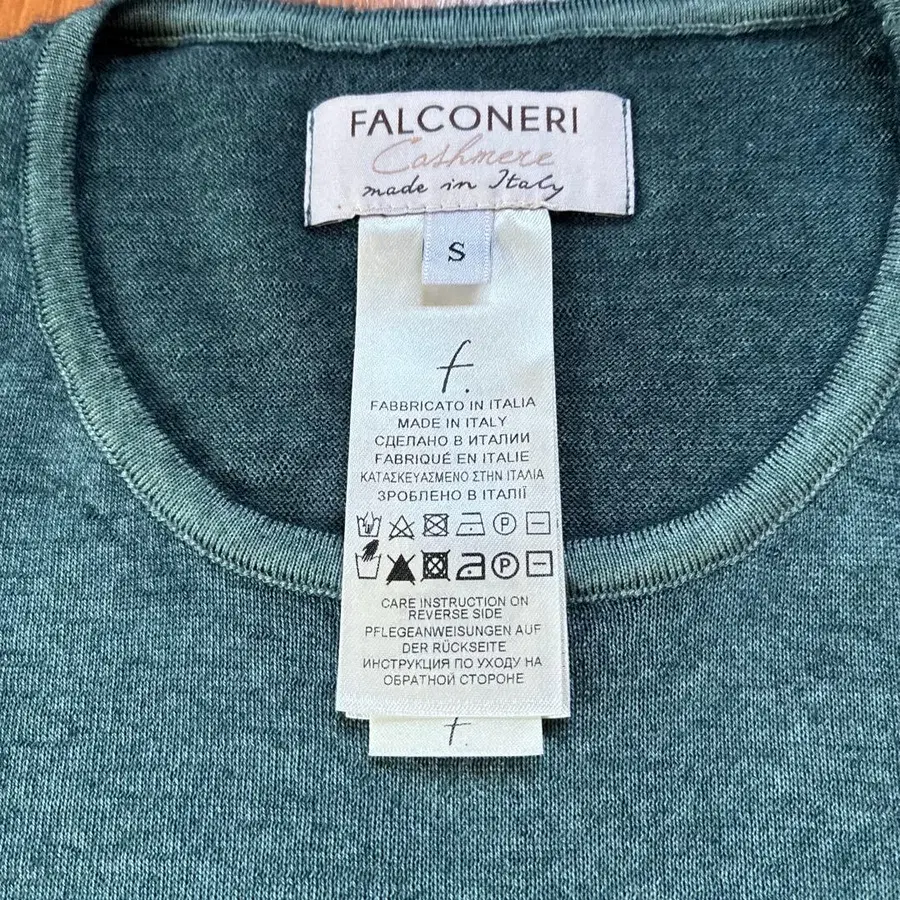 FALCONERI
Cashmere
made in Italy
S
f.
FABBRICATO IN ITALIA
MADE IN ITALY
СДЕЛАНО В ИТАЛИИ
FABRIQUÉ EN ITALIE
ΚΑΤΑΣΚΕΥΑΣΜΕΝΟ ΣΤΗΝ ΙΤΑΛΙΑ
ЗРОБЛЕНО В ІТАЛІЇ
P
P
CARE INSTRUCTION ON
REVERSE SIDE
PFLEGEANWEISUNGEN AUF
DER RÜCKSEITE
ИНСТРУКЦИЯ ПО УХОДУ НА
ОБРАТНОЙ СТОРОНЕ
f.